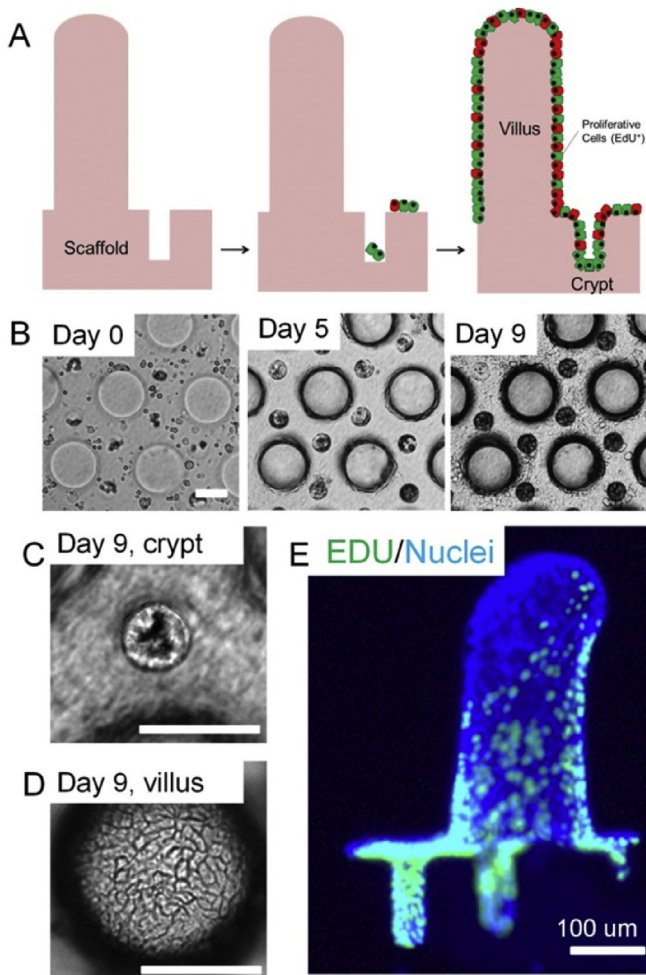 A
Scaffold
Villus
Proliferative
Cells (EdU⁺)
Crypt
B
Day 0
Day 5
Day 9
C
Day 9, crypt
D
Day 9, villus
E
EDU/Nuclei
100 um